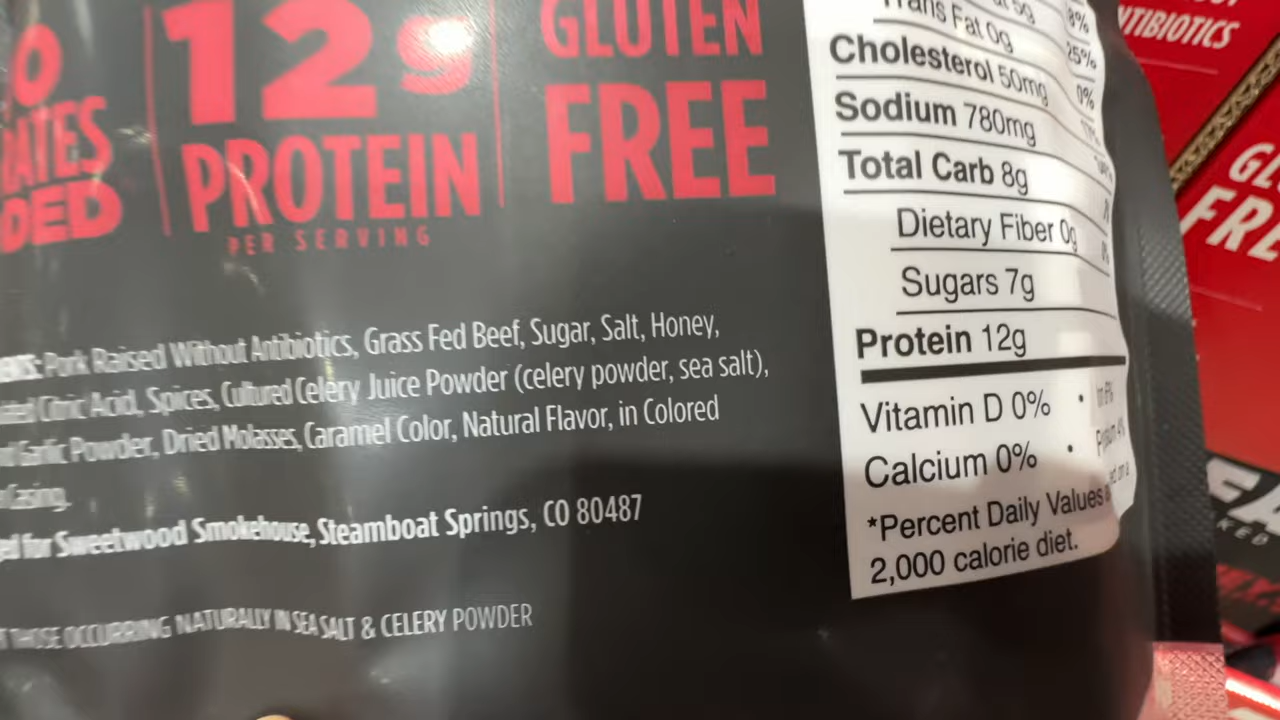 12g
PROTEIN
PER SERVING
GLUTEN
FREE
Trans Fat 0g
8%
25%
Cholesterol 50mg
0%
Sodium 780mg
Total Carb 8g
Dietary Fiber 0g
Sugars 7g
Protein 12g
Vitamin D 0% •
Calcium 0% •
*Percent Daily Values
2,000 calorie diet.
Pork Raised Without Antibiotics, Grass Fed Beef, Sugar, Salt, Honey,
Citric Acid, Spices, Cultured Celery Juice Powder (celery powder, sea salt),
Garlic Powder, Dried Molasses, Caramel Color, Natural Flavor, in Colored
Casing.
for Sweetwood Smokehouse, Steamboat Springs, CO 80487
THOSE OCCURRING NATURALLY IN SEA SALT & CELERY POWDER